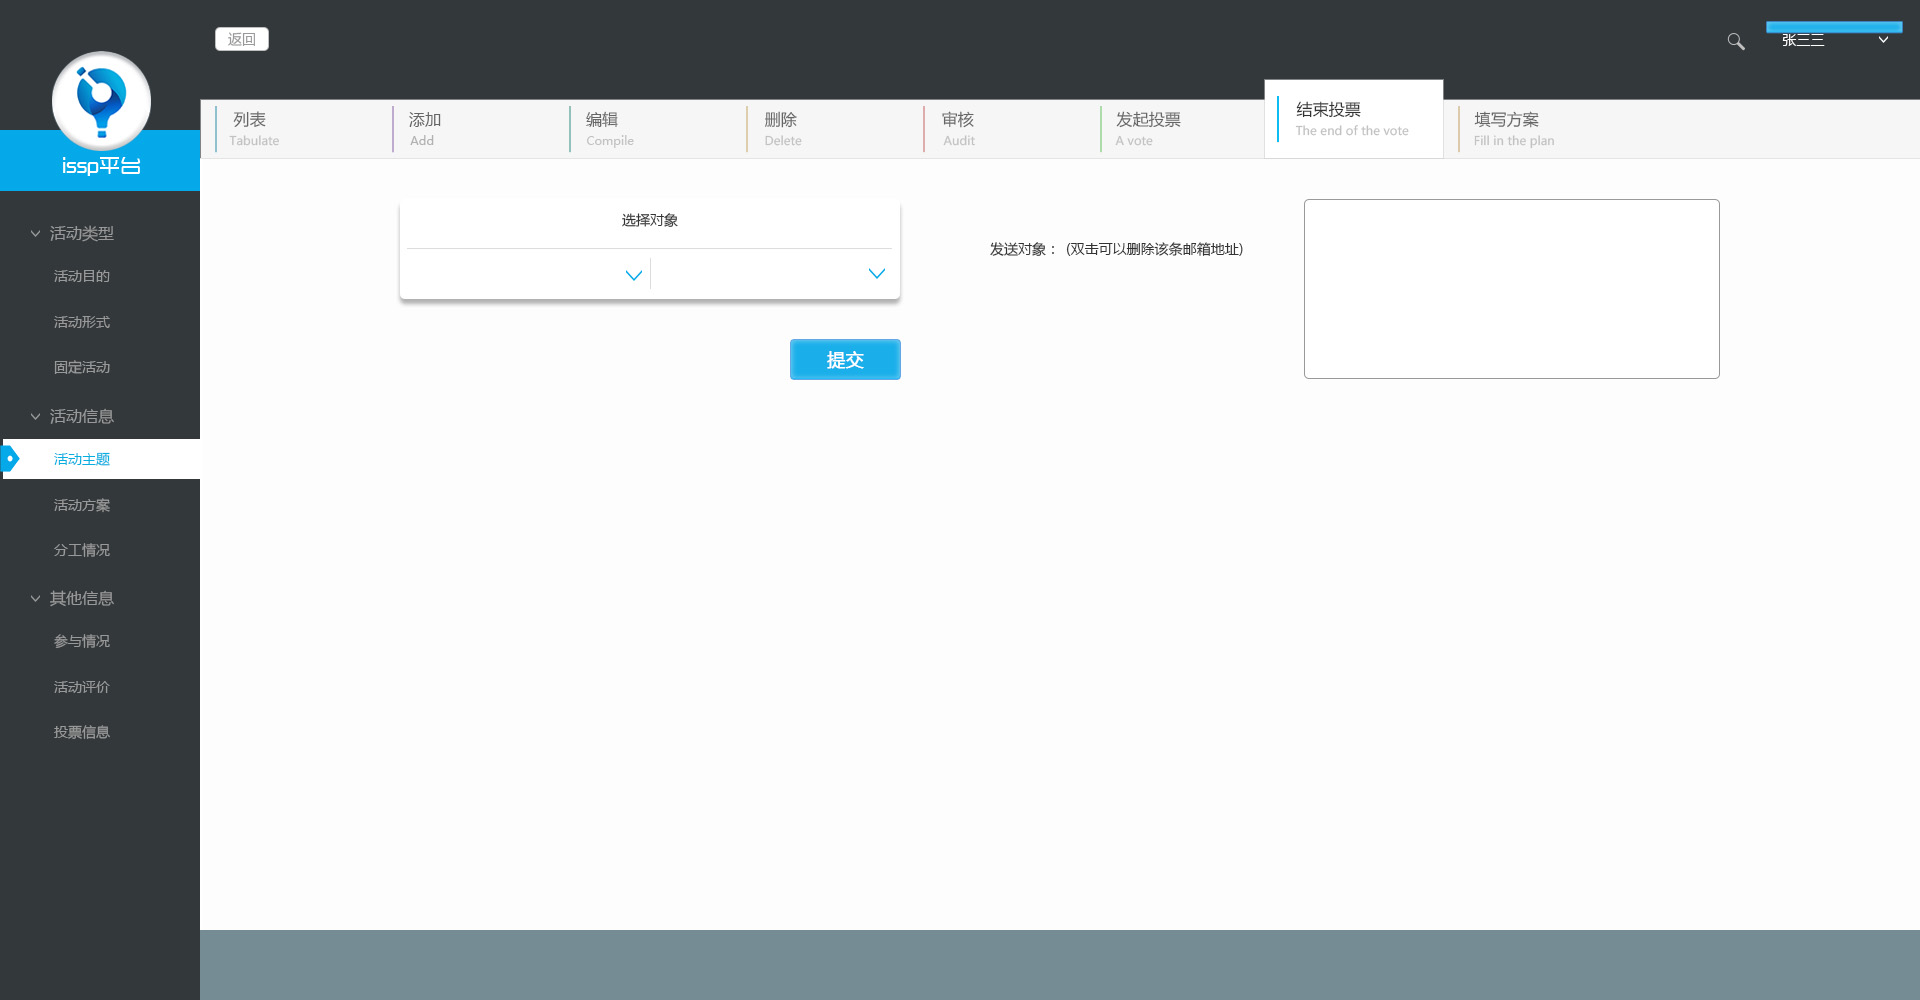 返回
张三三
issp平台
列表
Tabulate
添加
Add
编辑
Compile
删除
Delete
审核
Audit
发起投票
A vote
结束投票
The end of the vote
填写方案
Fill in the plan
活动类型
活动目的
活动形式
固定活动
活动信息
活动主题
活动方案
分工情况
其他信息
参与情况
活动评价
投票信息
选择对象
发送对象： (双击可以删除该条邮箱地址)
提交